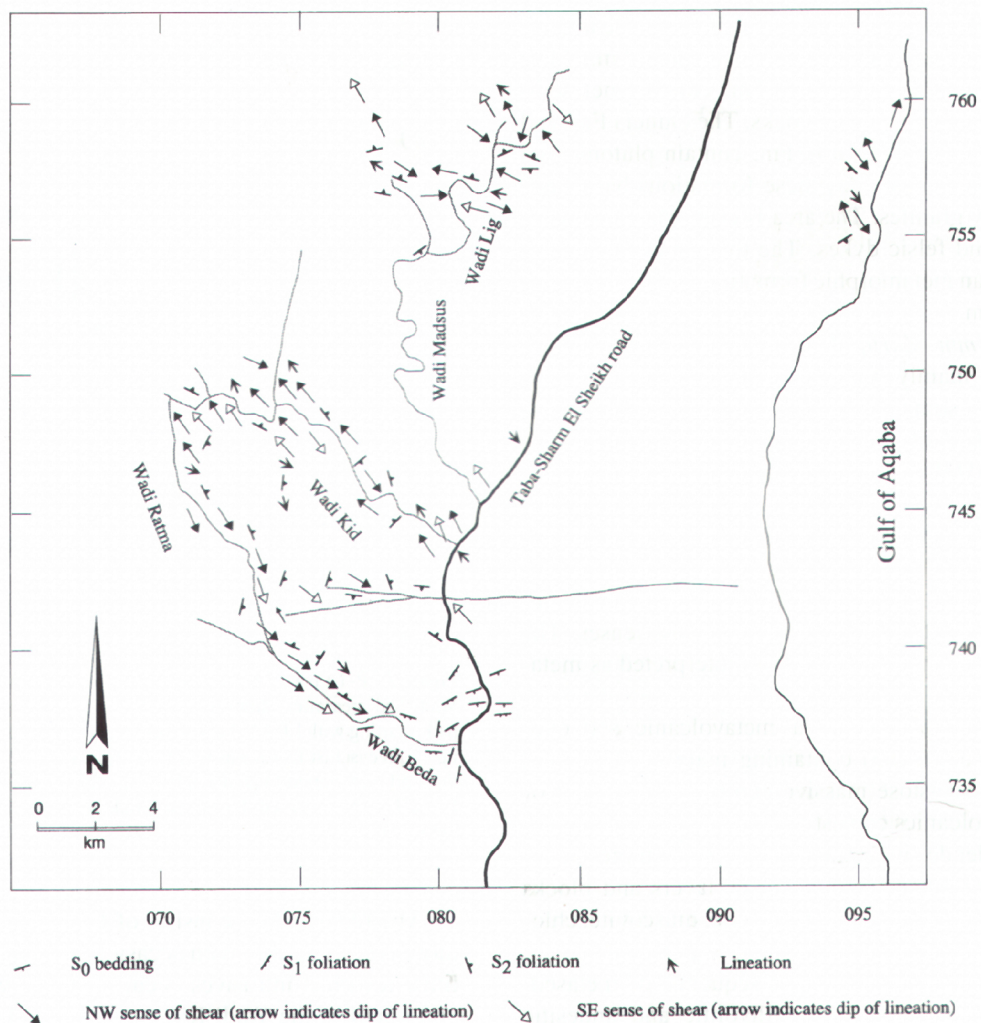 760
755
Wadi Lig
Wadi Madsus
750
Taba-Sharm El Sheikh road
Gulf of Aqaba
Wadi Ratma
Wadi Kid
745
740
Wadi Beda
735
N
0 2 4
km
070 075 080 085 090 095
S0 bedding S1 foliation S2 foliation Lineation
NW sense of shear (arrow indicates dip of lineation) SE sense of shear (arrow indicates dip of lineation)